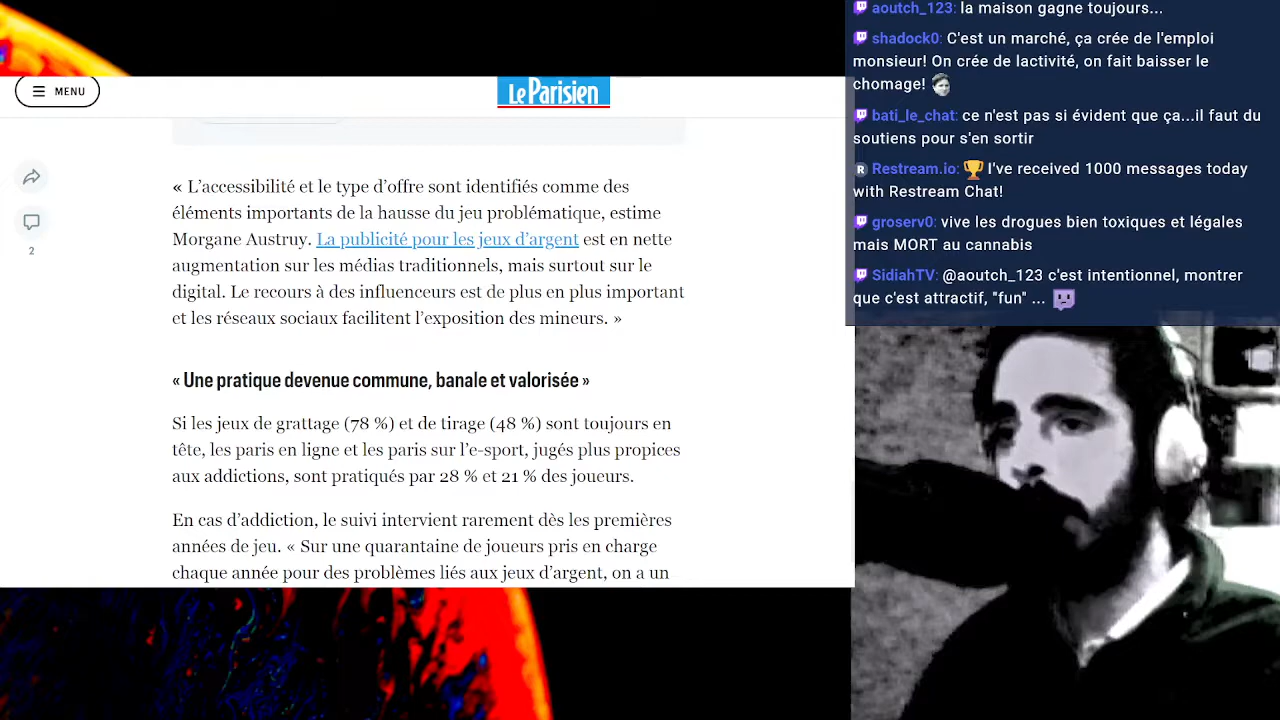 MENU
Le Parisien
2
« L’accessibilité et le type d’offre sont identifiés comme des
éléments importants de la hausse du jeu problématique, estime
Morgane Austruy. La publicité pour les jeux d’argent est en nette
augmentation sur les médias traditionnels, mais surtout sur le
digital. Le recours à des influenceurs est de plus en plus important
et les réseaux sociaux facilitent l’exposition des mineurs. »
« Une pratique devenue commune, banale et valorisée »
Si les jeux de grattage (78 %) et de tirage (48 %) sont toujours en
tête, les paris en ligne et les paris sur l’e-sport, jugés plus propices
aux addictions, sont pratiqués par 28 % et 21 % des joueurs.
En cas d’addiction, le suivi intervient rarement dès les premières
années de jeu. « Sur une quarantaine de joueurs pris en charge
chaque année pour des problèmes liés aux jeux d’argent, on a un
aoutch_123: la maison gagne toujours...
shadock0: C'est un marché, ça crée de l'emploi
monsieur! On crée de lactivité, on fait baisser le
chomage!
bati_le_chat: ce n'est pas si évident que ça...il faut du
soutiens pour s'en sortir
R Restream.io: 🏆 I've received 1000 messages today
with Restream Chat!
groserv0: vive les drogues bien toxiques et légales
mais MORT au cannabis
SidiahTV: @aoutch_123 c'est intentionnel, montrer
que c'est attractif, "fun" ...